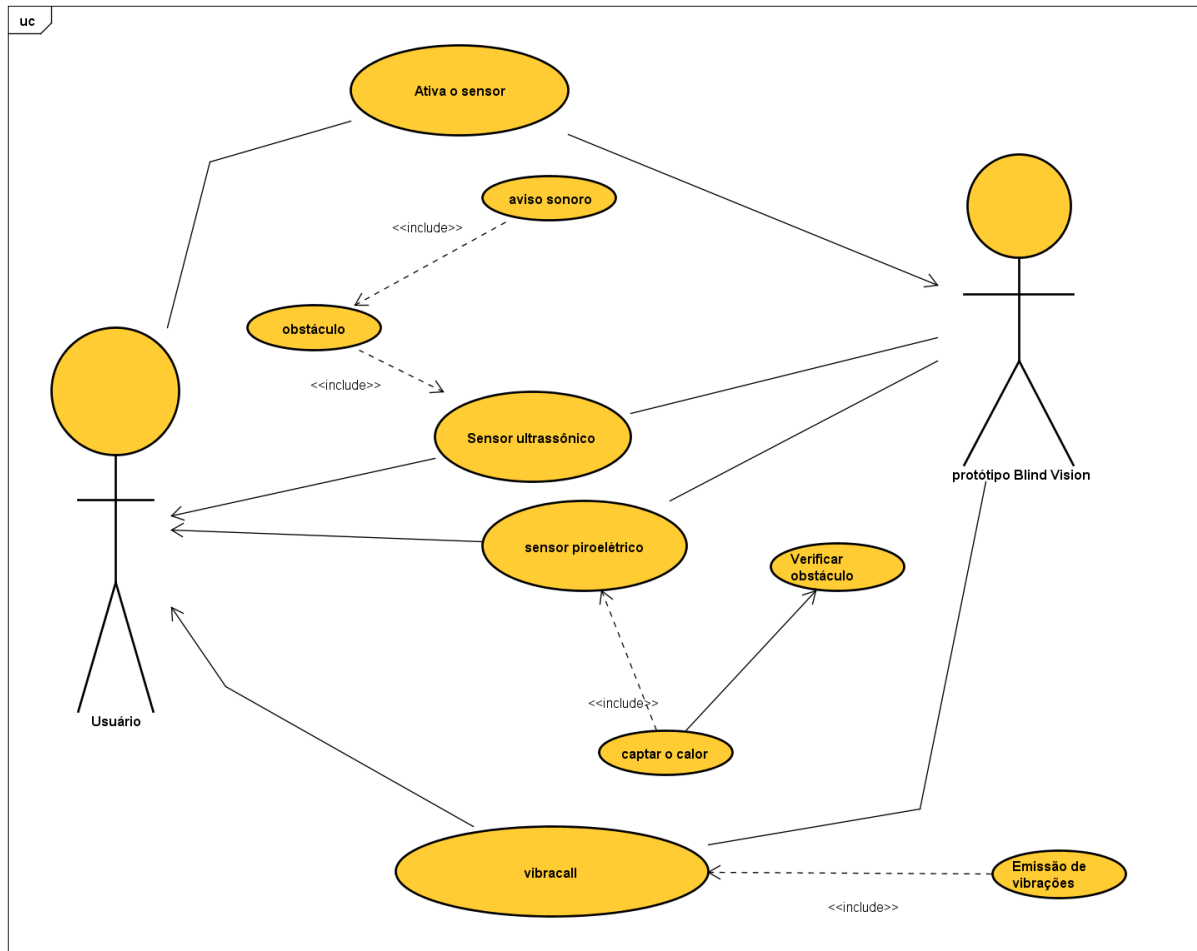 uc
Ativa o sensor
aviso sonoro
<<include>>
obstáculo
<<include>>
Sensor ultrassônico
protótipo Blind Vision
sensor piroelétrico
Verificar
obstáculo
<<include>>
Usuário
captar o calor
vibracall
Emissão de
vibrações
<<include>>